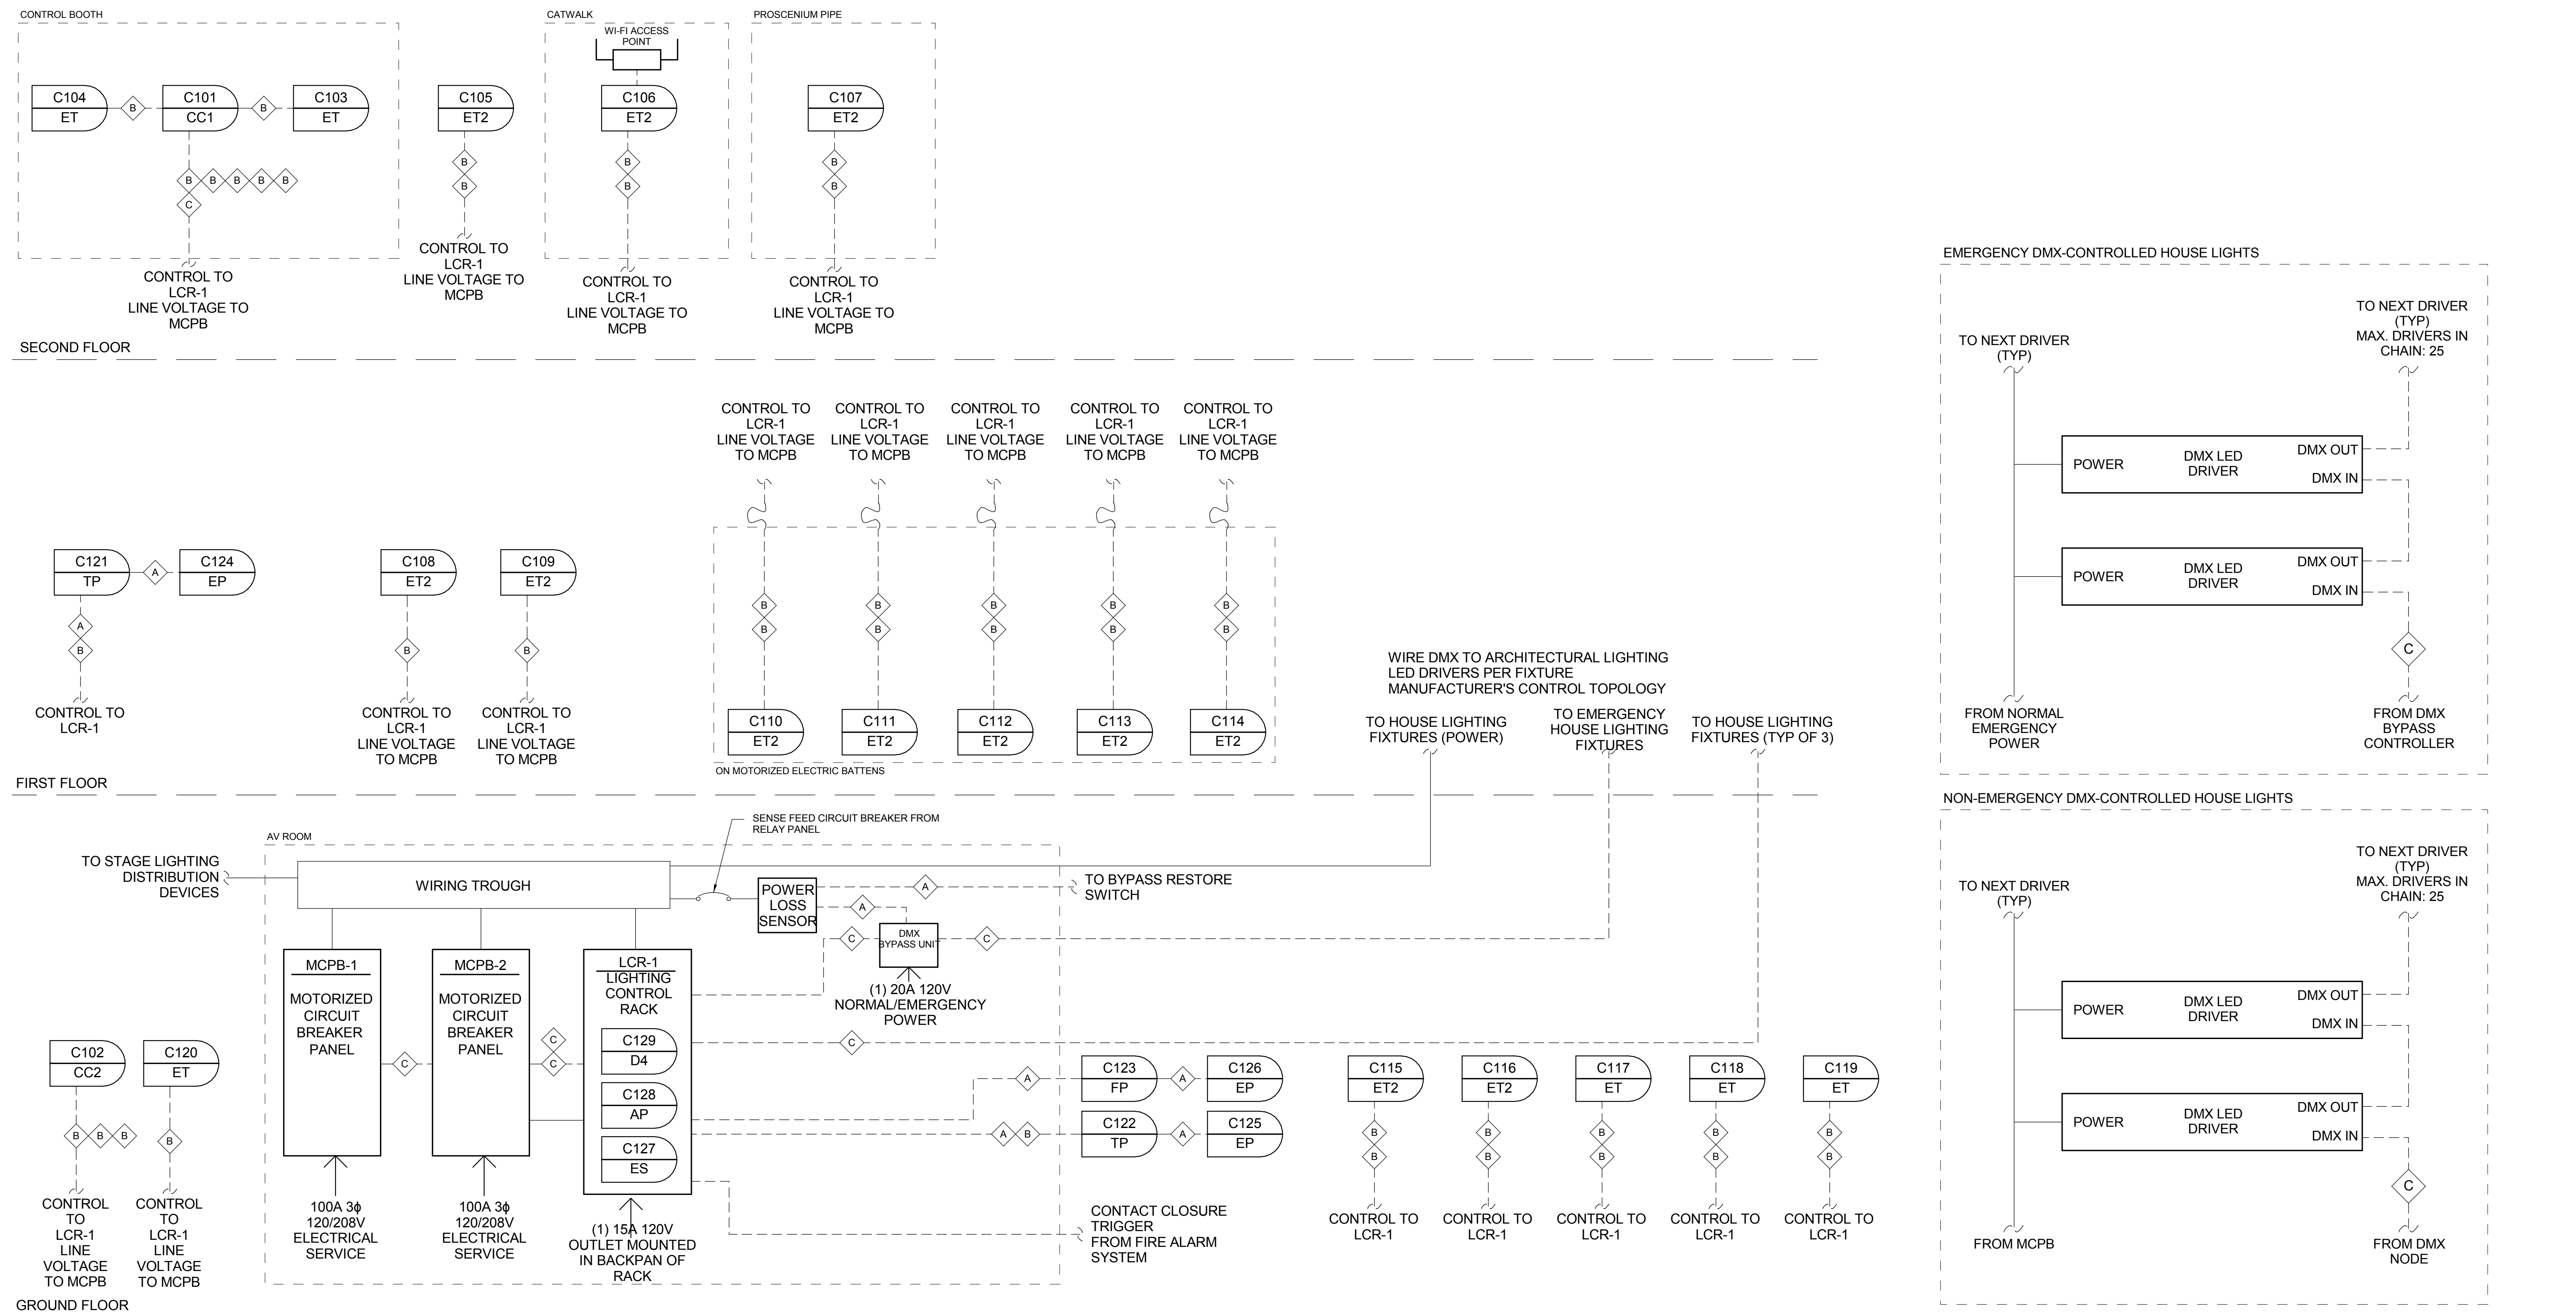 CONTROL BOOTH
C104
ET
B
C101
CC1
B
C103
ET
B B B B B
C
CONTROL TO
LCR-1
LINE VOLTAGE TO
MCPB
C105
ET2
B
B
CONTROL TO
LCR-1
LINE VOLTAGE TO
MCPB
CATWALK
WI-FI ACCESS
POINT
C106
ET2
B
B
CONTROL TO
LCR-1
LINE VOLTAGE TO
MCPB
PROSCENIUM PIPE
C107
ET2
B
B
CONTROL TO
LCR-1
LINE VOLTAGE TO
MCPB
SECOND FLOOR
C121
TP
A
C124
EP
A
B
CONTROL TO
LCR-1
C108
ET2
B
CONTROL TO
LCR-1
LINE VOLTAGE
TO MCPB
C109
ET2
B
CONTROL TO
LCR-1
LINE VOLTAGE
TO MCPB
CONTROL TO
LCR-1
LINE VOLTAGE
TO MCPB
B
B
C110
ET2
CONTROL TO
LCR-1
LINE VOLTAGE
TO MCPB
B
B
C111
ET2
CONTROL TO
LCR-1
LINE VOLTAGE
TO MCPB
B
B
C112
ET2
CONTROL TO
LCR-1
LINE VOLTAGE
TO MCPB
B
B
C113
ET2
CONTROL TO
LCR-1
LINE VOLTAGE
TO MCPB
B
B
C114
ET2
ON MOTORIZED ELECTRIC BATTENS
WIRE DMX TO ARCHITECTURAL LIGHTING
LED DRIVERS PER FIXTURE
MANUFACTURER'S CONTROL TOPOLOGY
TO HOUSE LIGHTING
FIXTURES (POWER)
TO EMERGENCY
HOUSE LIGHTING
FIXTURES
TO HOUSE LIGHTING
FIXTURES (TYP OF 3)
FIRST FLOOR
SENSE FEED CIRCUIT BREAKER FROM
RELAY PANEL
AV ROOM
TO STAGE LIGHTING
DISTRIBUTION
DEVICES
WIRING TROUGH
POWER
LOSS
SENSOR
A
TO BYPASS RESTORE
SWITCH
A
C
DMX
BYPASS UNIT
C
(1) 20A 120V
NORMAL/EMERGENCY
POWER
MCPB-1
MOTORIZED
CIRCUIT
BREAKER
PANEL
C
100A 3ϕ
120/208V
ELECTRICAL
SERVICE
MCPB-2
MOTORIZED
CIRCUIT
BREAKER
PANEL
C
C
100A 3ϕ
120/208V
ELECTRICAL
SERVICE
LCR-1
LIGHTING
CONTROL
RACK
C129
D4
C128
AP
C127
ES
(1) 15A 120V
OUTLET MOUNTED
IN BACKPAN OF
RACK
C
A
C123
FP
A
C126
EP
A B
C122
TP
A
C125
EP
CONTACT CLOSURE
TRIGGER
FROM FIRE ALARM
SYSTEM
C102
CC2
B B B
CONTROL
TO
LCR-1
LINE
VOLTAGE
TO MCPB
C120
ET
B
CONTROL
TO
LCR-1
LINE
VOLTAGE
TO MCPB
C115
ET2
B
B
CONTROL TO
LCR-1
C116
ET2
B
B
CONTROL TO
LCR-1
C117
ET
B
B
CONTROL TO
LCR-1
C118
ET
B
B
CONTROL TO
LCR-1
C119
ET
B
B
CONTROL TO
LCR-1
GROUND FLOOR
EMERGENCY DMX-CONTROLLED HOUSE LIGHTS
TO NEXT DRIVER
(TYP)
TO NEXT DRIVER
(TYP)
MAX. DRIVERS IN
CHAIN: 25
POWER
DMX LED
DRIVER
DMX OUT
DMX IN
POWER
DMX LED
DRIVER
DMX OUT
DMX IN
C
FROM NORMAL
EMERGENCY
POWER
FROM DMX
BYPASS
CONTROLLER
NON-EMERGENCY DMX-CONTROLLED HOUSE LIGHTS
TO NEXT DRIVER
(TYP)
TO NEXT DRIVER
(TYP)
MAX. DRIVERS IN
CHAIN: 25
POWER
DMX LED
DRIVER
DMX OUT
DMX IN
POWER
DMX LED
DRIVER
DMX OUT
DMX IN
C
FROM MCPB
FROM DMX
NODE